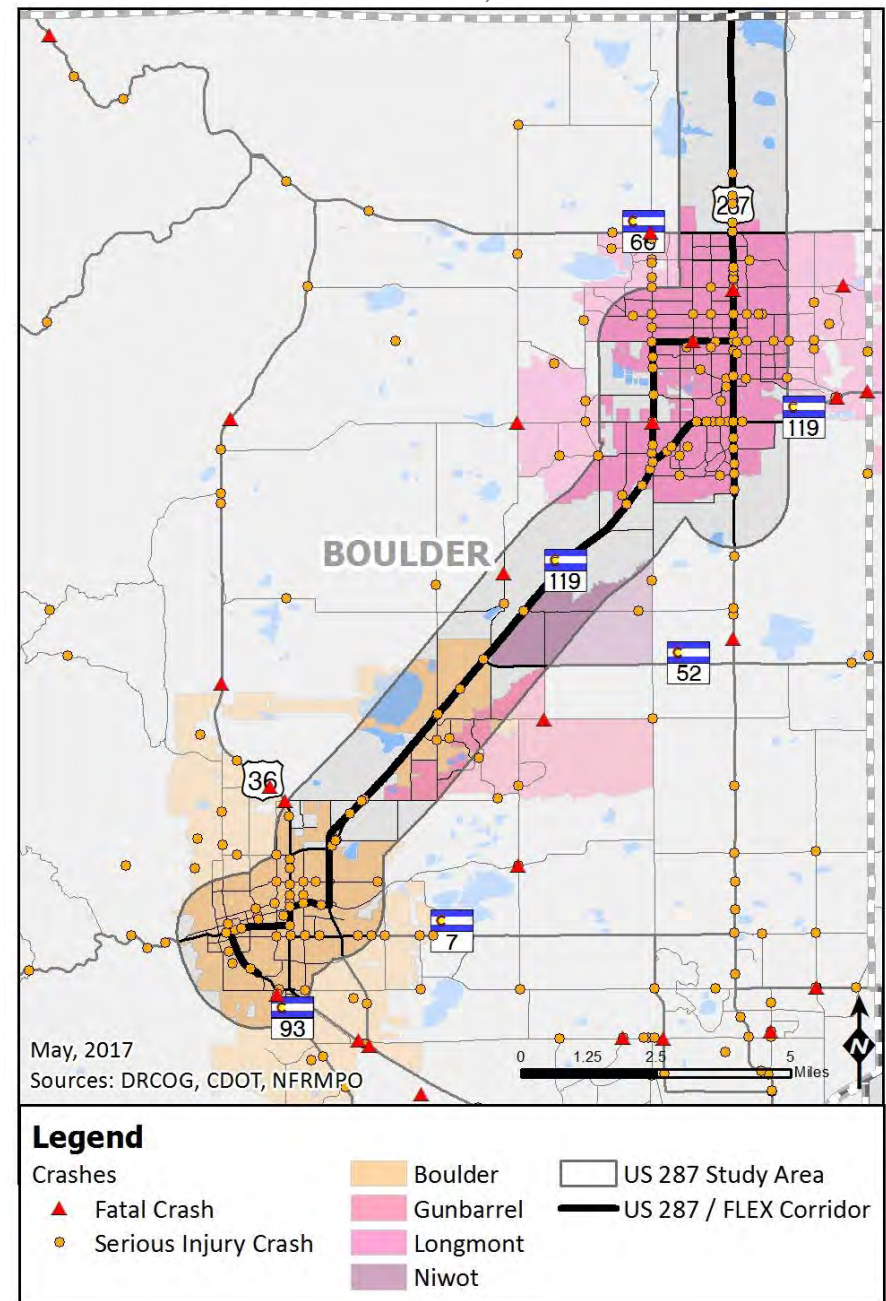 287
66
119
BOULDER
119
52
36
7
93
May, 2017
Sources: DRCOG, CDOT, NFRMPO
0 1.25 2.5 5
Miles
N
Legend
Crashes
Fatal Crash
Serious Injury Crash
Boulder
Gunbarrel
Longmont
Niwot
US 287 Study Area
US 287 / FLEX Corridor